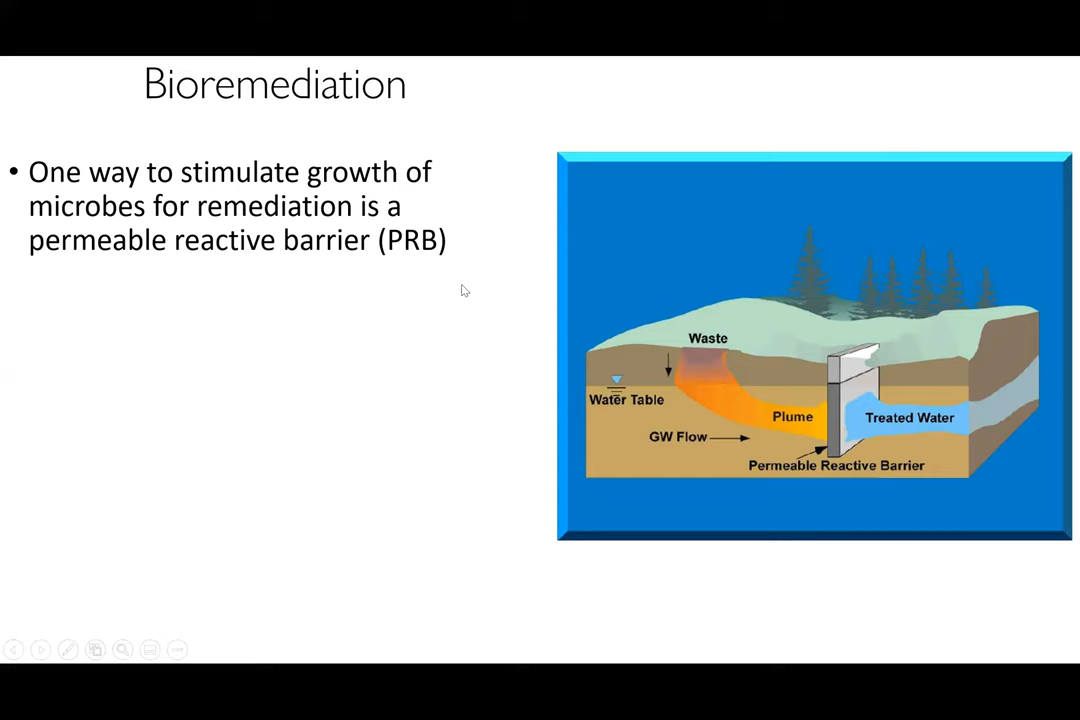 Bioremediation
• One way to stimulate growth of
microbes for remediation is a
permeable reactive barrier (PRB)
Waste
Water Table
Plume
Treated Water
GW Flow
Permeable Reactive Barrier